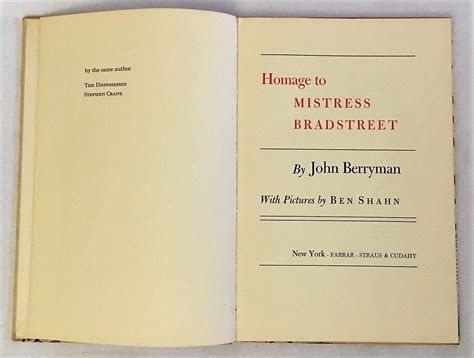 by the same author
THE DISPOSSESSED
STEPHEN CRANE
Homage to
MISTRESS
BRADSTREET
By John Berryman
With Pictures by BEN SHAHN
New York · FARRAR · STRAUS & CUDAHY